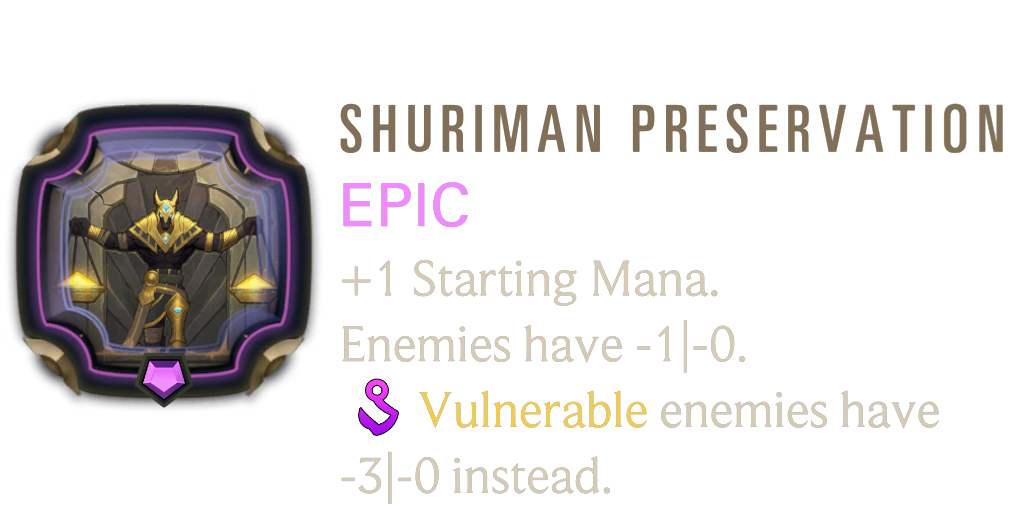 SHURIMAN PRESERVATION
EPIC
+1 Starting Mana.
Enemies have -1|-0.
Vulnerable enemies have
-3|-0 instead.